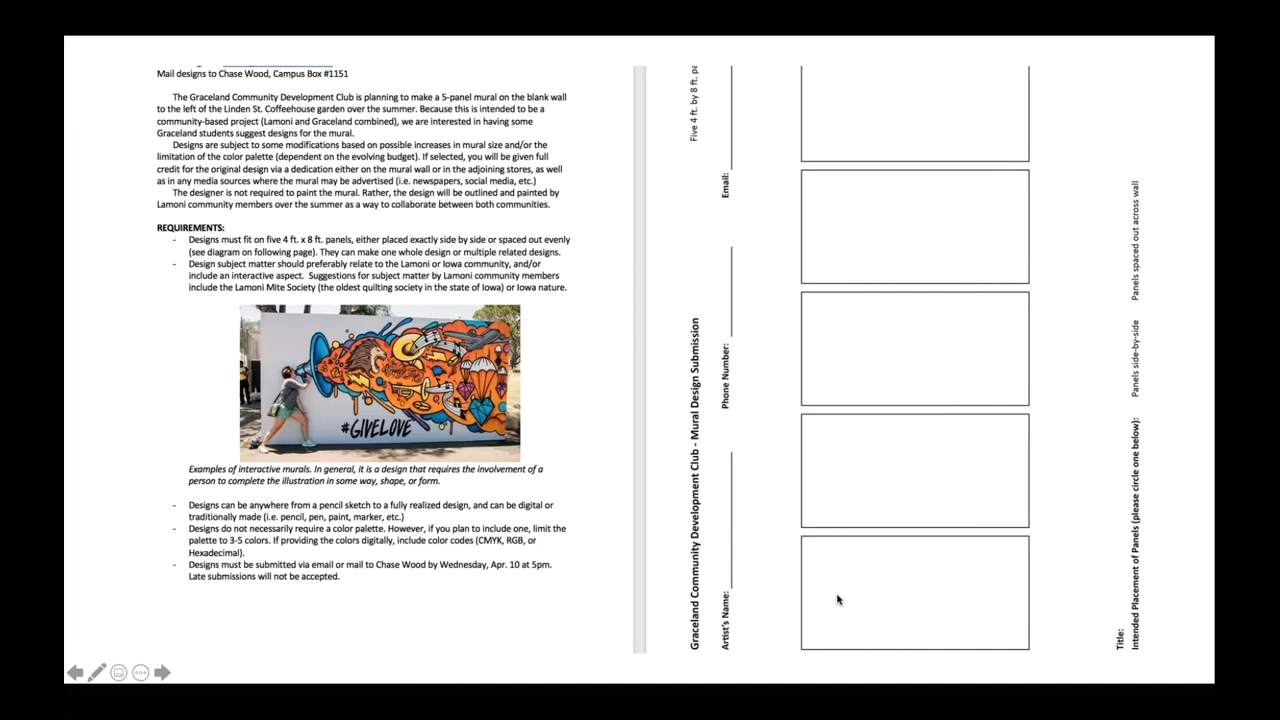 Mail designs to Chase Wood, Campus Box #1151
The Graceland Community Development Club is planning to make a 5-panel mural on the blank wall
to the left of the Linden St. Coffeehouse garden over the summer. Because this is intended to be a
community-based project (Lamoni and Graceland combined), we are interested in having some
Graceland students suggest designs for the mural.
Designs are subject to some modifications based on possible increases in mural size and/or the
limitation of the color palette (dependent on the evolving budget). If selected, you will be given full
credit for the original design via a dedication either on the mural wall or in the adjoining stores, as well
as in any media sources where the mural may be advertised (i.e. newspapers, social media, etc.)
The designer is not required to paint the mural. Rather, the design will be outlined and painted by
Lamoni community members over the summer as a way to collaborate between both communities.
REQUIREMENTS:
- Designs must fit on five 4 ft. x 8 ft. panels, either placed exactly side by side or spaced out evenly
(see diagram on following page). They can make one whole design or multiple related designs.
- Design subject matter should preferably relate to the Lamoni or Iowa community, and/or
include an interactive aspect. Suggestions for subject matter by Lamoni community members
include the Lamoni Mite Society (the oldest quilting society in the state of Iowa) or Iowa nature.
#GIVELOVE
Examples of interactive murals. In general, it is a design that requires the involvement of a
person to complete the illustration in some way, shape, or form.
- Designs can be anywhere from a pencil sketch to a fully realized design, and can be digital or
traditionally made (i.e. pencil, pen, paint, marker, etc.)
- Designs do not necessarily require a color palette. However, if you plan to include one, limit the
palette to 3-5 colors. If providing the colors digitally, include color codes (CMYK, RGB, or
Hexadecimal).
- Designs must be submitted via email or mail to Chase Wood by Wednesday, Apr. 10 at 5pm.
Late submissions will not be accepted.
Graceland Community Development Club - Mural Design Submission
Five 4 ft. by 8 ft.
Artist's Name: Phone Number: Email:
Title:
Intended Placement of Panels (please circle one below): Panels side-by-side Panels spaced out across wall